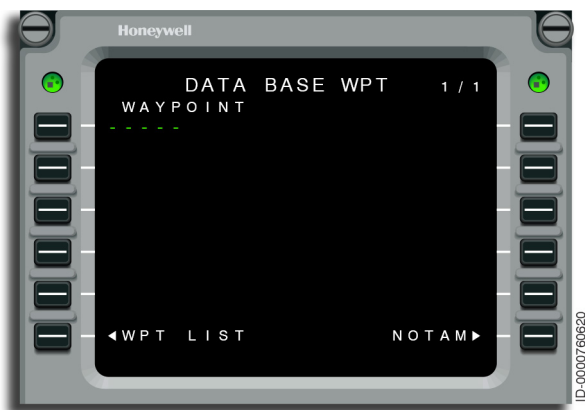 Honeywell
DATA BASE WPT 1 / 1
WAYPOINT
- - - - -
◀WPT LIST NOTAM▶
ID-0000760620